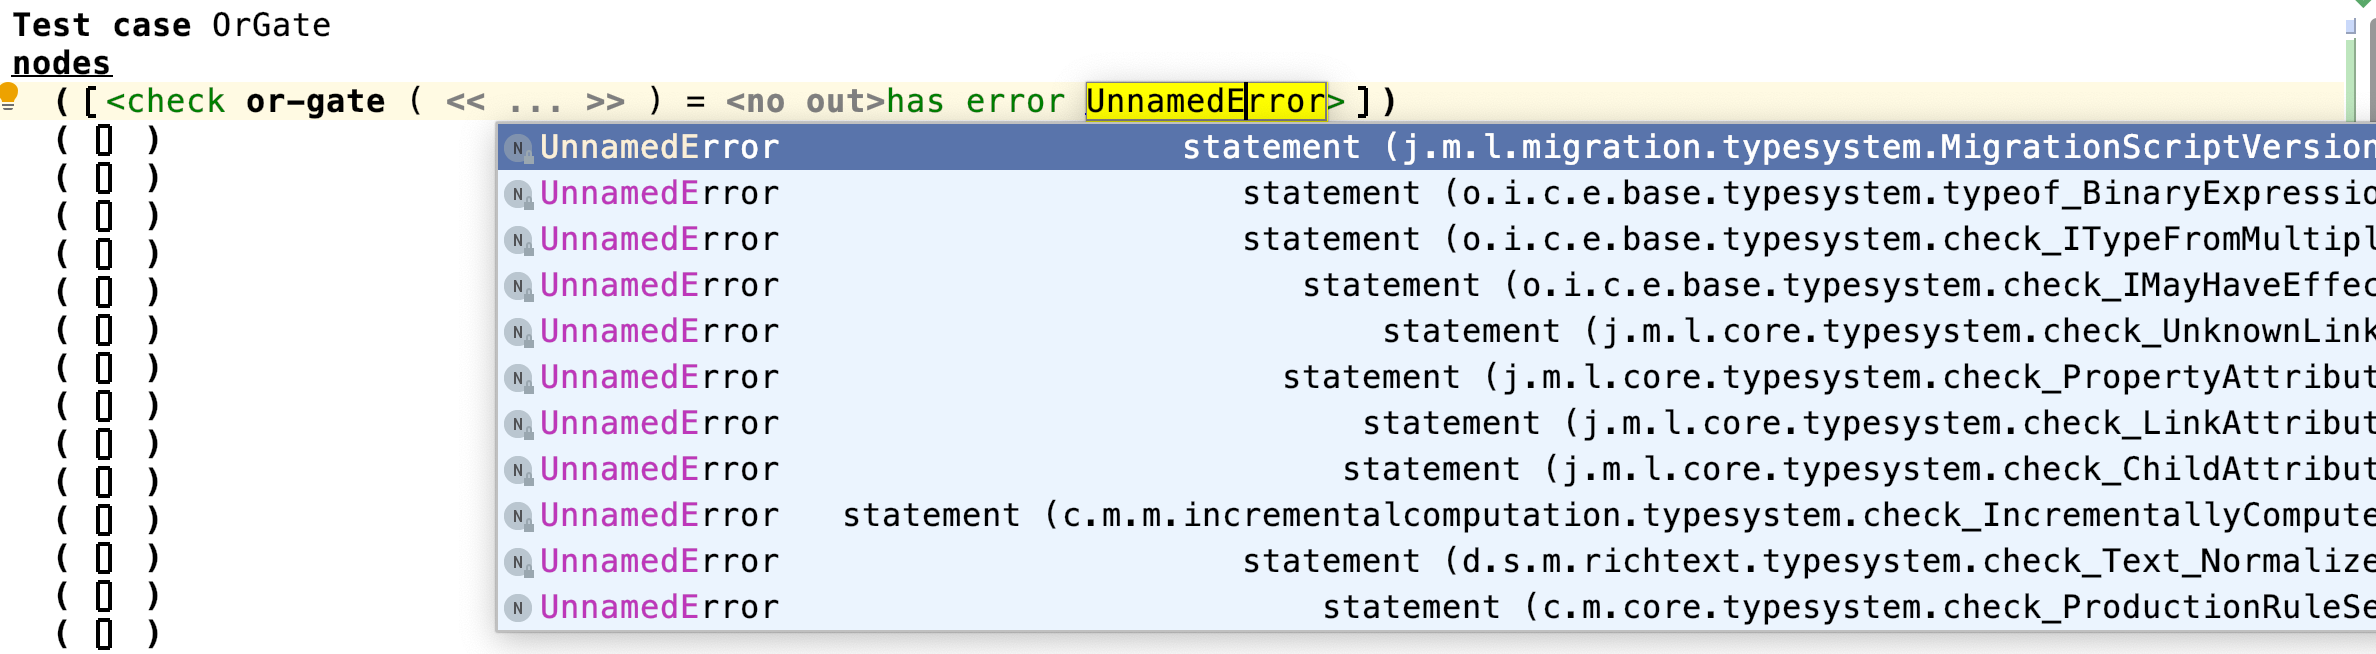 Test case OrGate
nodes
([<check or-gate ( << ... >> ) = <no out>has error UnnamedError> ])
( [] )
N UnnamedError statement (j.m.l.migration.typesystem.MigrationScriptVersion
( [] )
N UnnamedError statement (o.i.c.e.base.typesystem.typeof_BinaryExpressio
( [] )
N UnnamedError statement (o.i.c.e.base.typesystem.check_ITypeFromMultipl
( [] )
N UnnamedError statement (o.i.c.e.base.typesystem.check_IMayHaveEffec
( [] )
N UnnamedError statement (j.m.l.core.typesystem.check_UnknownLink
( [] )
N UnnamedError statement (j.m.l.core.typesystem.check_PropertyAttribut
( [] )
N UnnamedError statement (j.m.l.core.typesystem.check_LinkAttribut
( [] )
N UnnamedError statement (j.m.l.core.typesystem.check_ChildAttribut
( [] )
N UnnamedError statement (c.m.m.incrementalcomputation.typesystem.check_IncrementallyCompute
( [] )
N UnnamedError statement (d.s.m.richtext.typesystem.check_Text_Normalize
( [] )
N UnnamedError statement (c.m.core.typesystem.check_ProductionRuleSe
( [] )
( [] )
( [] )